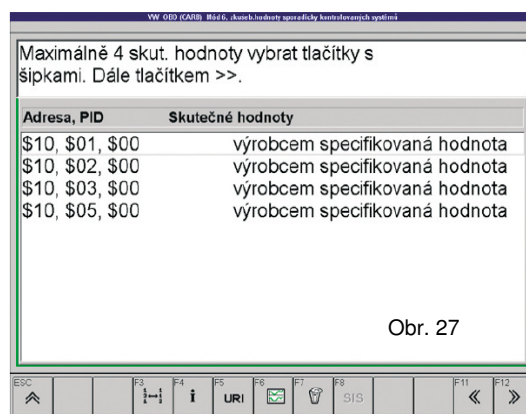 VW OBD (CARB) Mód 6, zkušeb.hodnoty sporadicky kontrolovaných systémů
Maximálně 4 skut. hodnoty vybrat tlačítky s
šipkami. Dále tlačítkem >>.
Adresa, PID Skutečné hodnoty
$10, $01, $00 výrobcem specifikovaná hodnota
$10, $02, $00 výrobcem specifikovaná hodnota
$10, $03, $00 výrobcem specifikovaná hodnota
$10, $05, $00 výrobcem specifikovaná hodnota
Obr. 27
ESC F3 F4 F5 F6 F7 F8 F11 F12
i URI SIS « »